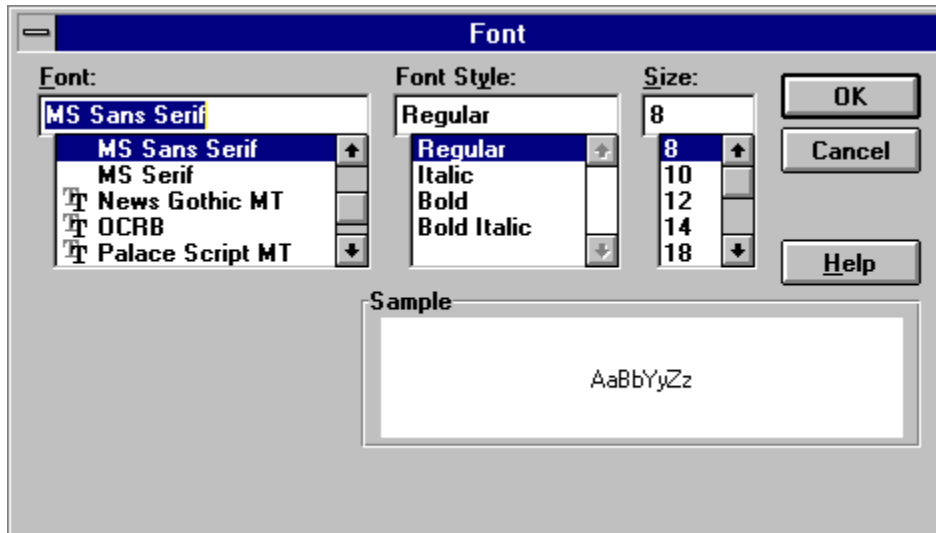 Font
Font: Font Style: Size:
MS Sans Serif Regular 8 OK
MS Sans Serif Regular 8 Cancel
MS Serif Italic 10
News Gothic MT Bold 12
OCRB Bold Italic 14
Palace Script MT 18 Help
Sample
AaBbYyZz